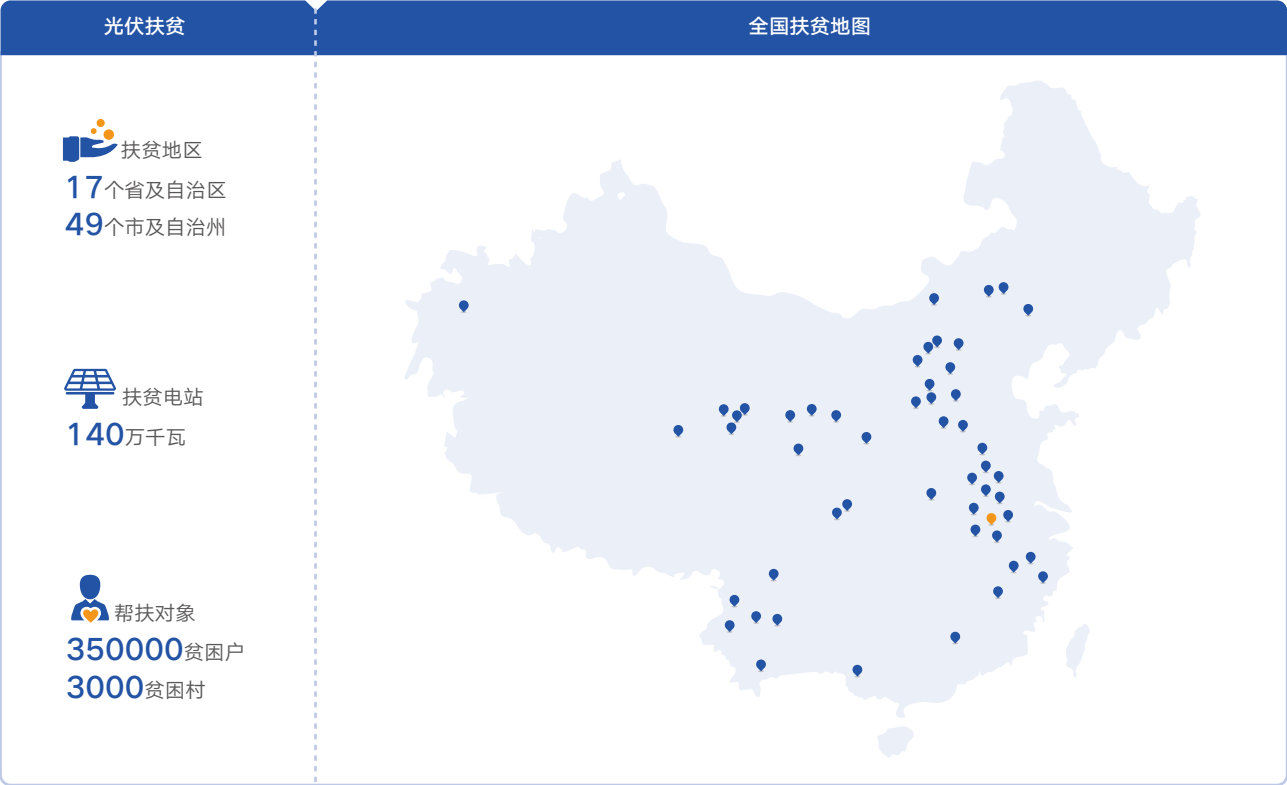 光伏扶贫
全国扶贫地图
扶贫地区
17个省及自治区
49个市及自治州
扶贫电站
140万千瓦
帮扶对象
350000贫困户
3000贫困村